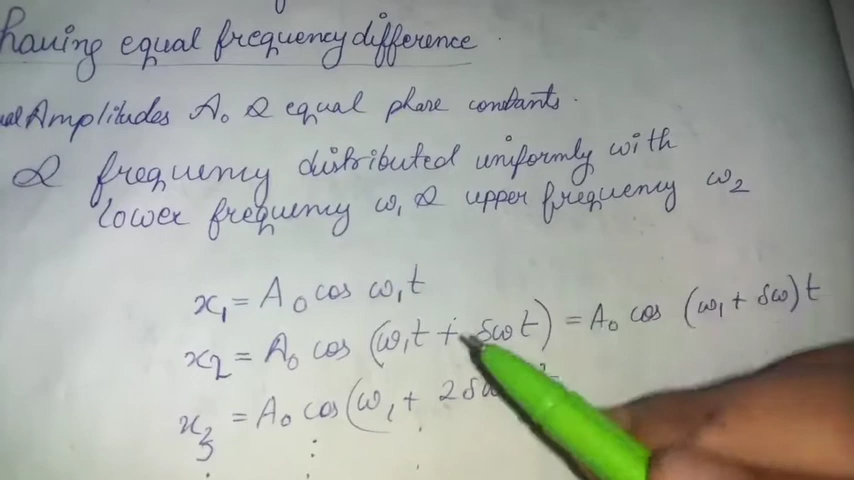 having equal frequency difference
Amplitudes A₀ & equal phase constants.
& frequency distributed uniformly with
lower frequency ω₁ & upper frequency ω₂
x₁ = A₀ cos ω₁t
x₂ = A₀ cos (ω₁t + δωt) = A₀ cos (ω₁ + δω)t
x₃ = A₀ cos (ω₁ + 2δω